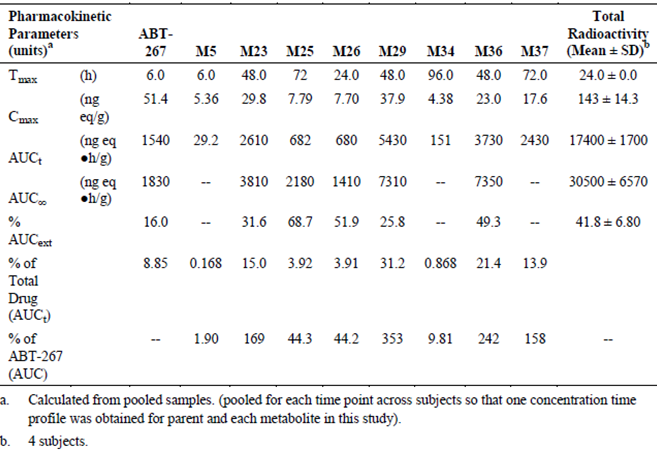 Pharmacokinetic Parameters (units)a ABT-267 M5 M23 M25 M26 M29 M34 M36 M37 Total Radioactivity (Mean ± SD)b
Tmax (h) 6.0 6.0 48.0 72 24.0 48.0 96.0 48.0 72.0 24.0 ± 0.0
Cmax (ng eq/g) 51.4 5.36 29.8 7.79 7.70 37.9 4.38 23.0 17.6 143 ± 14.3
AUCt (ng eq ●h/g) 1540 29.2 2610 682 680 5430 151 3730 2430 17400 ± 1700
AUC∞ (ng eq ●h/g) 1830 -- 3810 2180 1410 7310 -- 7350 -- 30500 ± 6570
% AUCext 16.0 -- 31.6 68.7 51.9 25.8 -- 49.3 -- 41.8 ± 6.80
% of Total Drug (AUCt) 8.85 0.168 15.0 3.92 3.91 31.2 0.868 21.4 13.9
% of ABT-267 (AUC) -- 1.90 169 44.3 44.2 353 9.81 242 158 --
a. Calculated from pooled samples. (pooled for each time point across subjects so that one concentration time
profile was obtained for parent and each metabolite in this study).
b. 4 subjects.